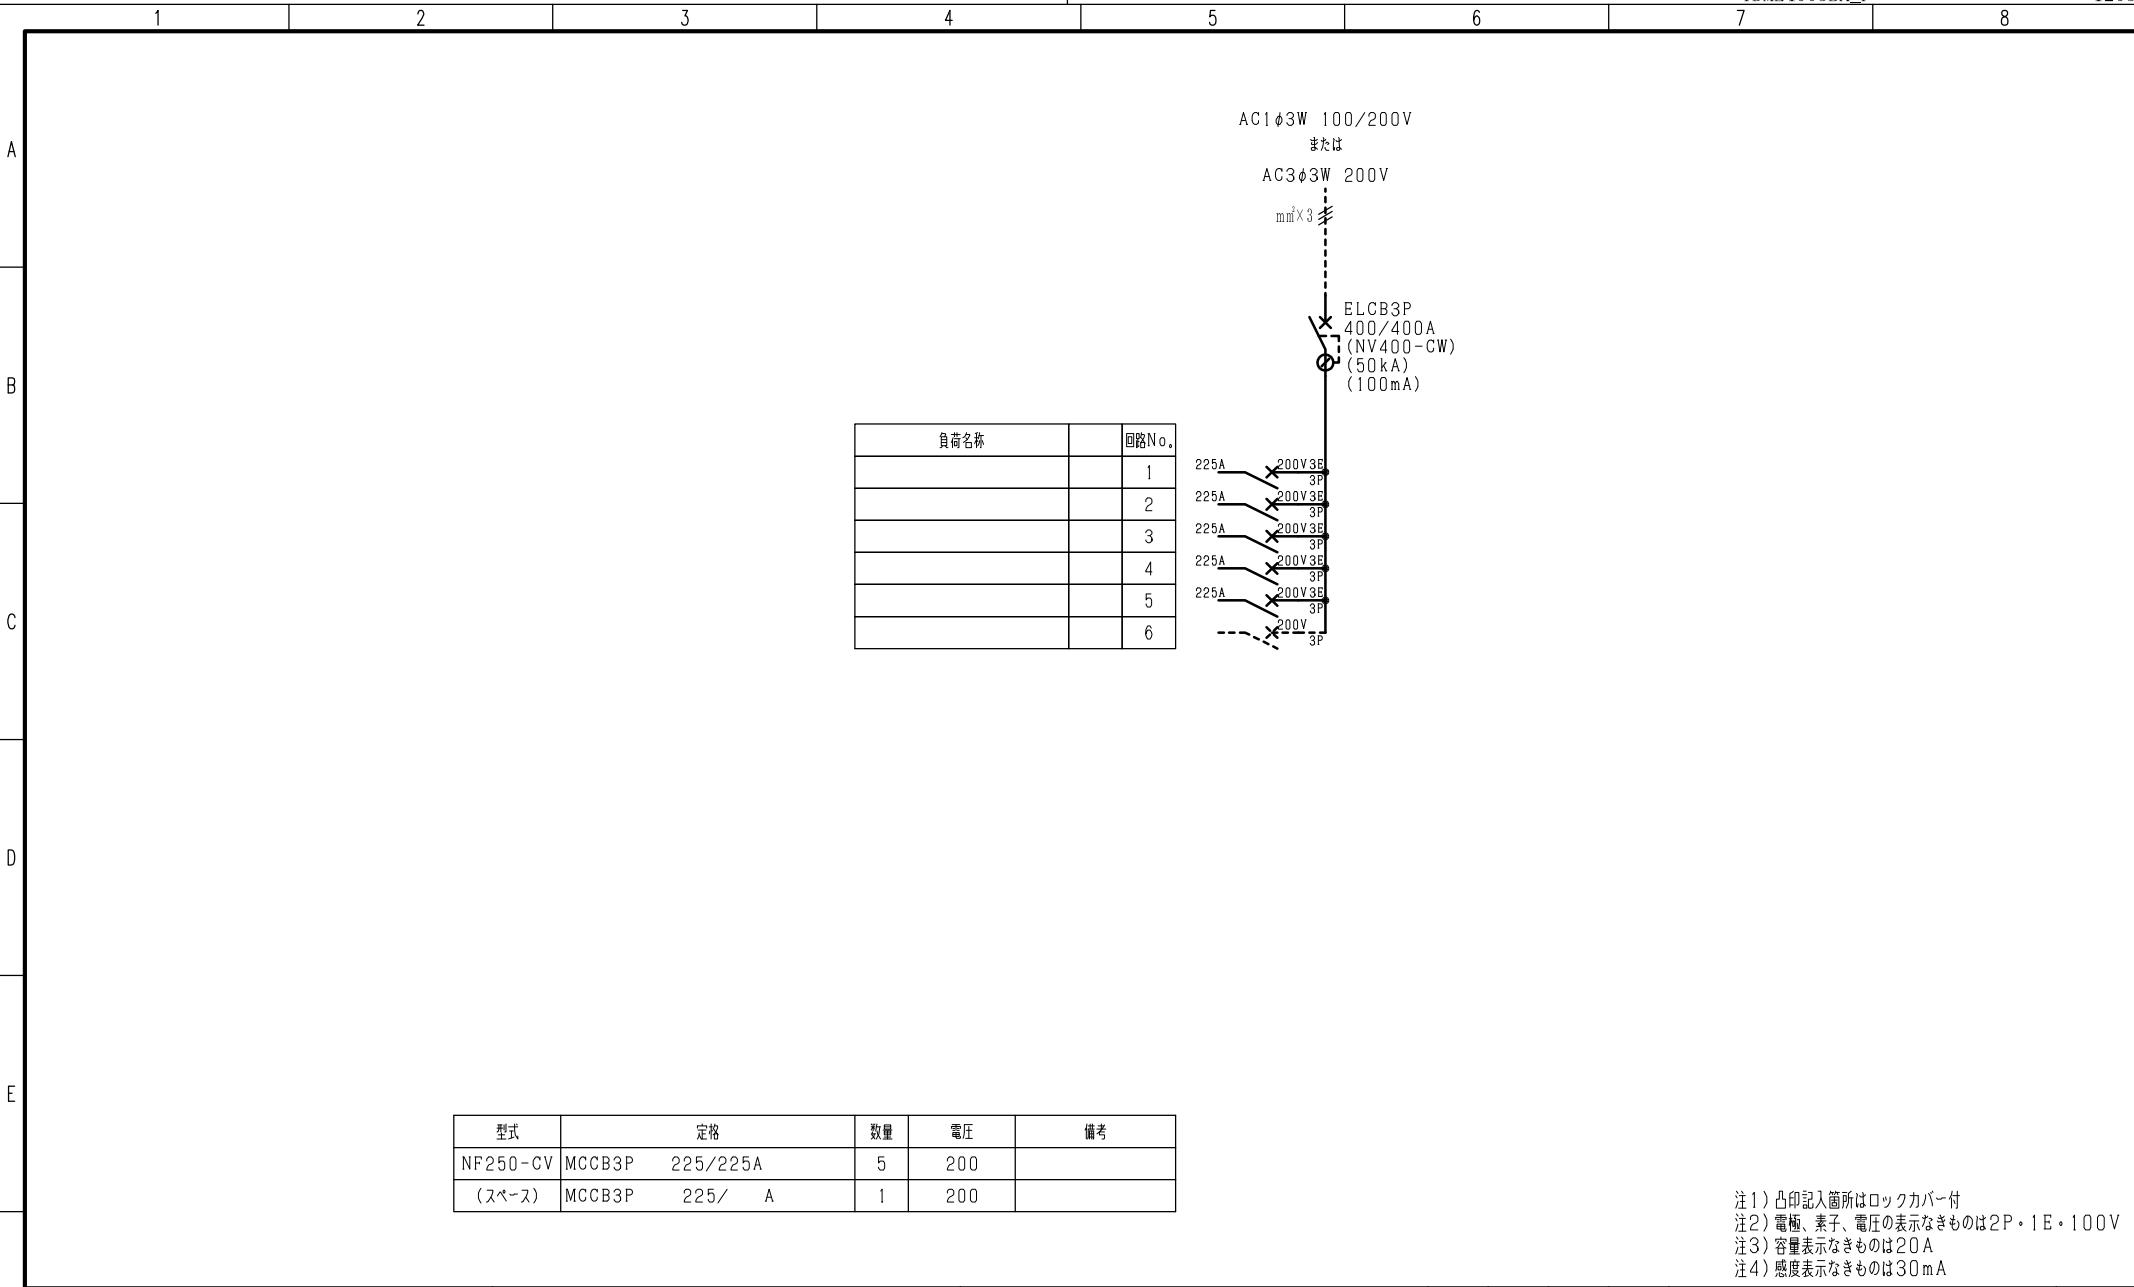 1 2 3 4 5 6 7 8
A
B
C
D
E
AC1φ3W 100/200V
または
AC3φ3W 200V
mm²×3
ELCB3P
400/400A
(NV400-CW)
(50kA)
(100mA)
負荷名称 回路No。
1 225A 200V3E 3P
2 225A 200V3E 3P
3 225A 200V3E 3P
4 225A 200V3E 3P
5 225A 200V3E 3P
6 200V 3P
型式 定格 数量 電圧 備考
NF250-CV MCCB3P 225/225A 5 200
(スペース) MCCB3P 225/ A 1 200
注1)凸印記入箇所はロックカバー付
注2)電極、素子、電圧の表示なきものは2P・1E・100V
注3)容量表示なきものは20A
注4)感度表示なきものは30mA